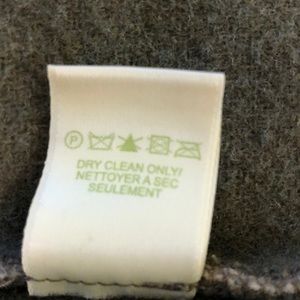 P
DRY CLEAN ONLY/
NETTOYER A SEC
SEULEMENT